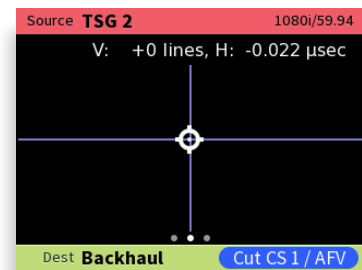 Source TSG 2 1080i/59.94
V: +0 lines, H: -0.022 µsec
Dest Backhaul Cut CS 1 / AFV